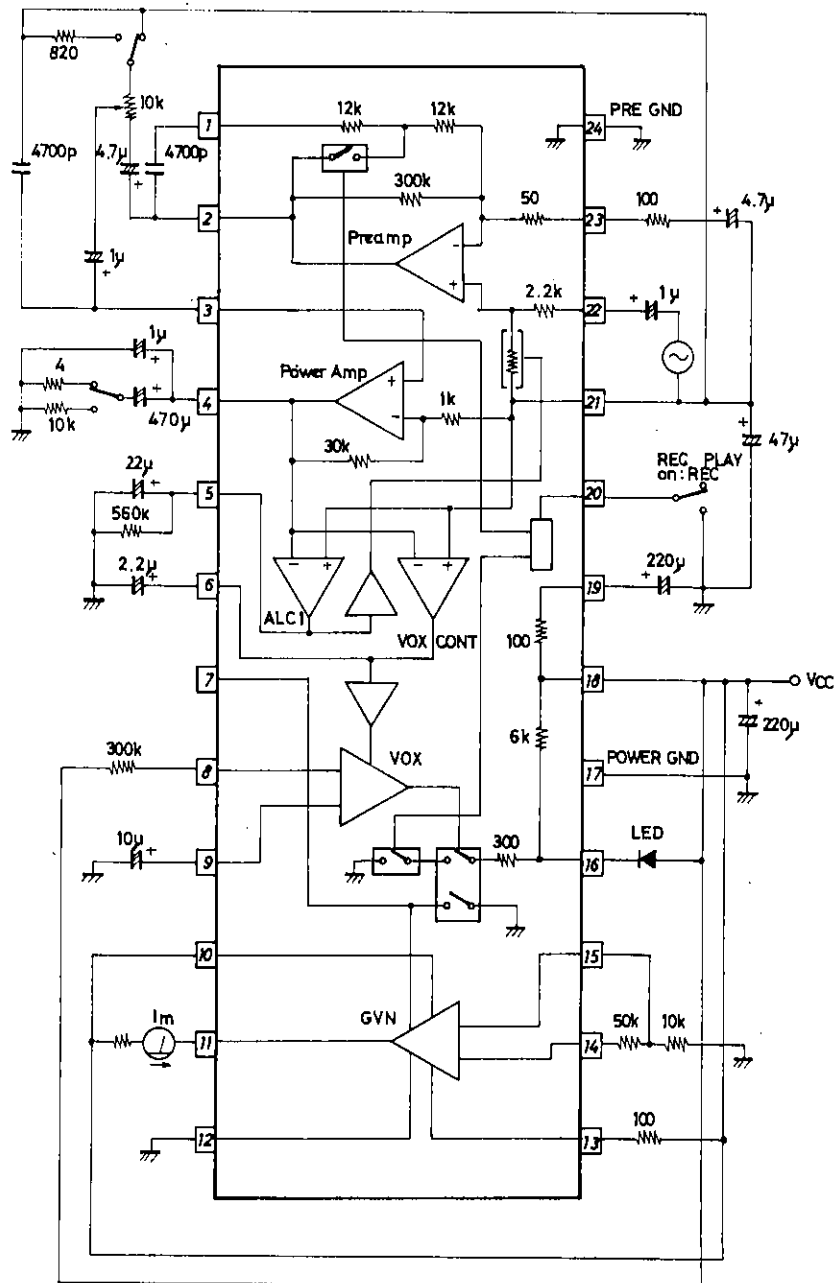 820
10k
4700p
4.7μ
+
4700p
1μ
+
1
12k
12k
24
PRE GND
300k
50
23
100
+
4.7μ
2
Preamp
-
+
2.2k
22
+
1μ
3
1μ
+
4
10k
+
470μ
4
Power Amp
+
-
1k
30k
21
+
47μ
22μ
+
560k
5
REC PLAY
on:REC
20
2.2μ
+
6
-
+
-
+
ALC1
VOX CONT
220μ
+
19
100
7
18
VCC
+
220μ
6k
300k
8
VOX
POWER GND
17
10μ
+
9
300
16
LED
10
15
1m
11
GVN
14
50k
10k
12
100
13